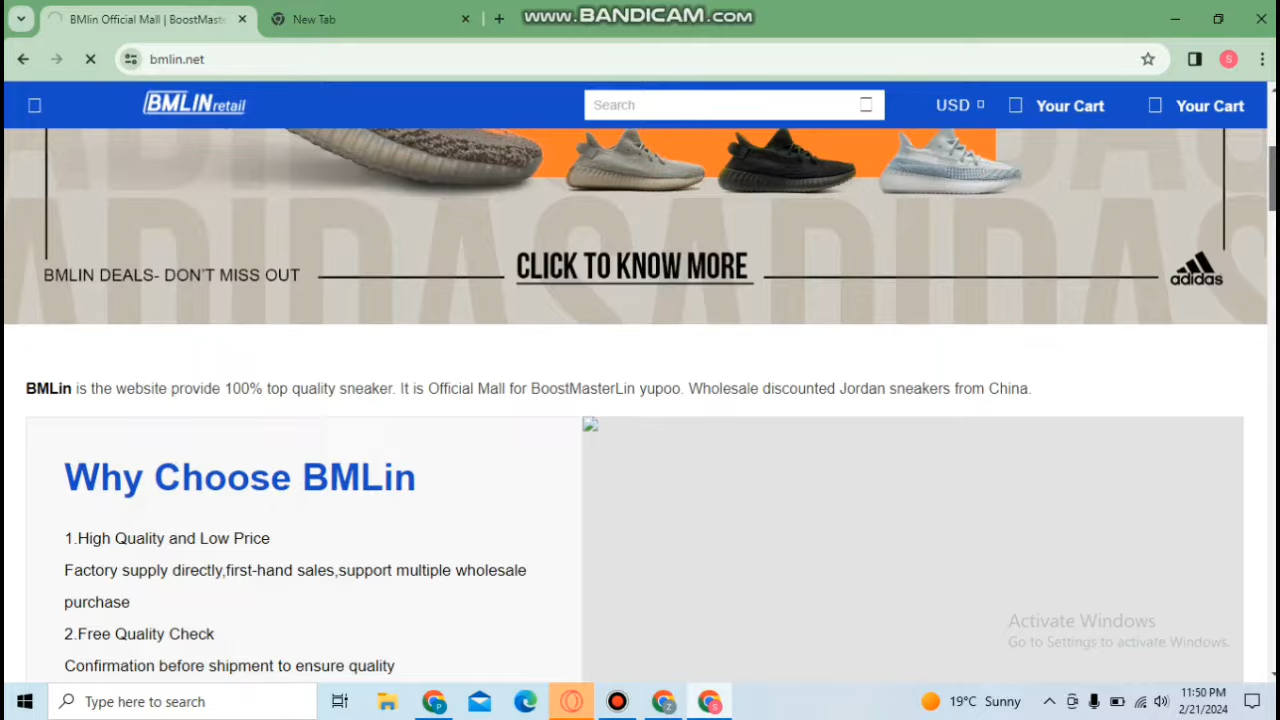 BMlin Official Mall | BoostMaste
New Tab
www.BANDICAM.com
bmlin.net
S
BMLIN retail
Search
USD
Your Cart
Your Cart
ADIDASADIDAS
BMLIN DEALS- DON'T MISS OUT
CLICK TO KNOW MORE
adidas
BMLin is the website provide 100% top quality sneaker. It is Official Mall for BoostMasterLin yupoo. Wholesale discounted Jordan sneakers from China.
Why Choose BMLin
1.High Quality and Low Price
Factory supply directly,first-hand sales,support multiple wholesale
purchase
2.Free Quality Check
Confirmation before shipment to ensure quality
Activate Windows
Go to Settings to activate Windows.
Type here to search
P
Z
S
19°C Sunny
11:50 PM
2/21/2024